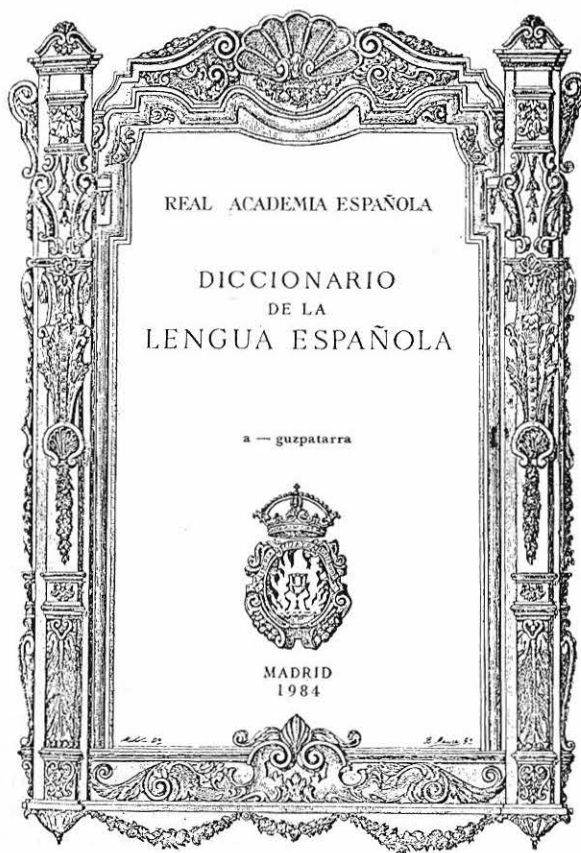 REAL ACADEMIA ESPAÑOLA
DICCIONARIO
DE LA
LENGUA ESPAÑOLA
a — guzpatarra
MADRID
1984